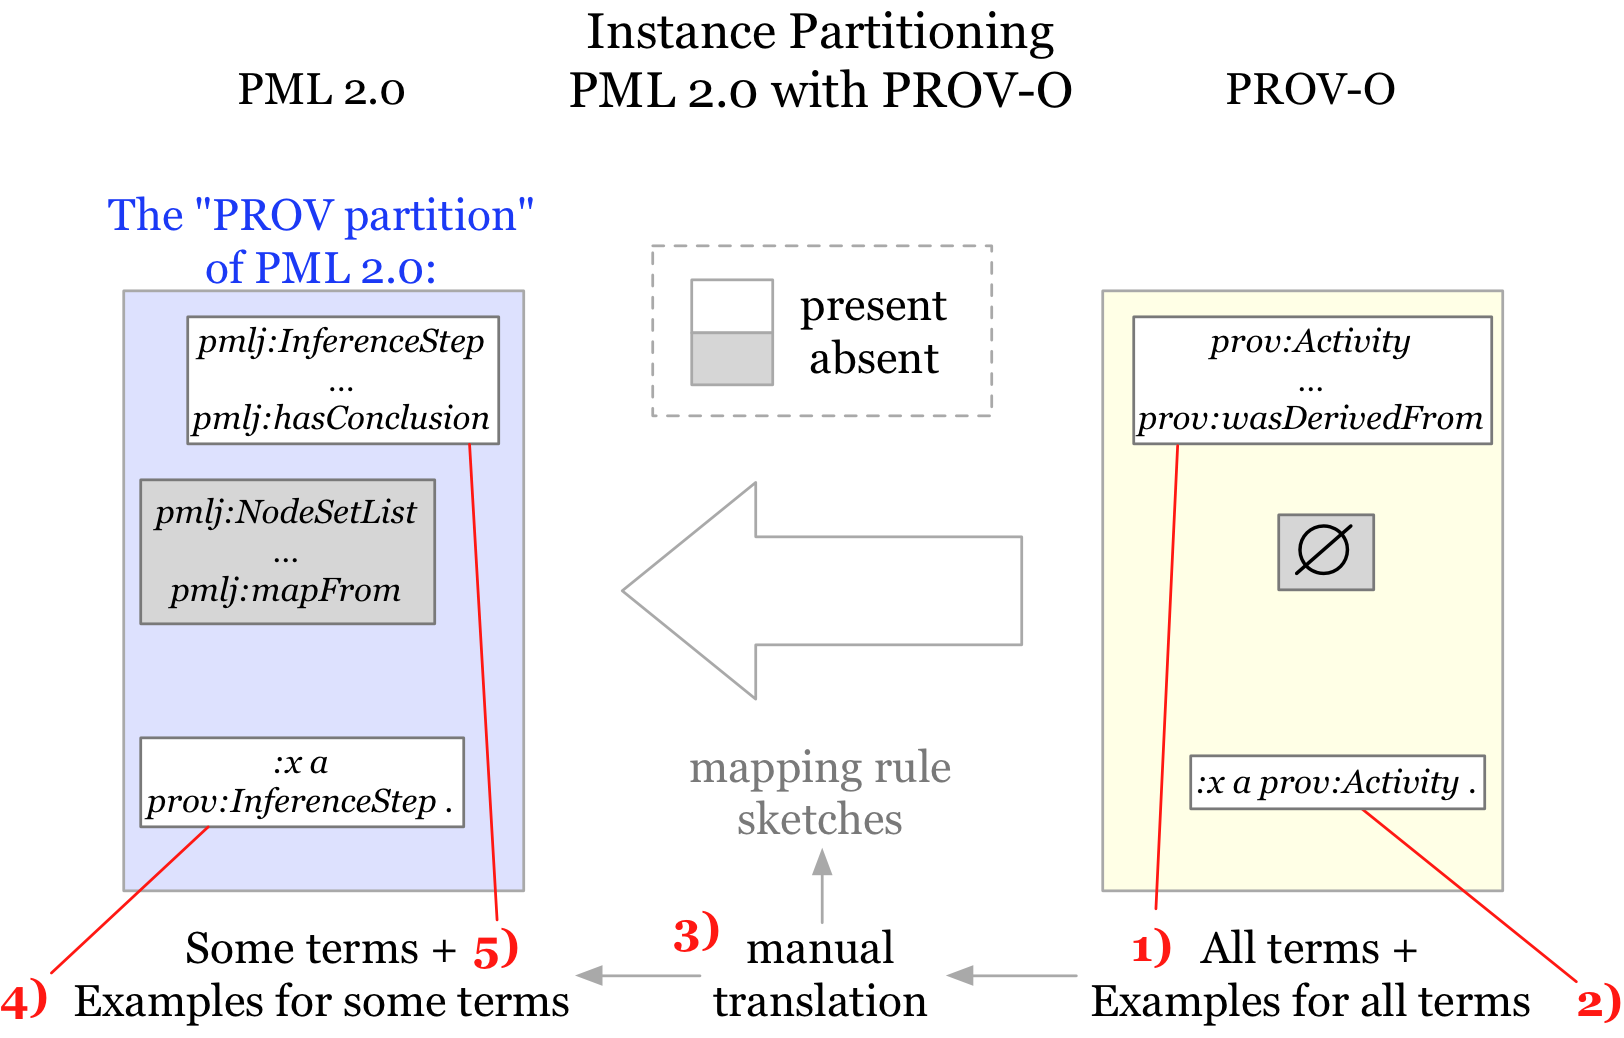 Instance Partitioning
PML 2.0 with PROV-O
PML 2.0
PROV-O
The "PROV partition"
of PML 2.0:
pmlj:InferenceStep
...
pmlj:hasConclusion
pmlj:NodeSetList
...
pmlj:mapFrom
:x a
prov:InferenceStep .
present
absent
prov:Activity
...
prov:wasDerivedFrom
∅
:x a prov:Activity .
mapping rule
sketches
Some terms + 5)
4) Examples for some terms
3) manual
translation
1) All terms +
Examples for all terms 2)